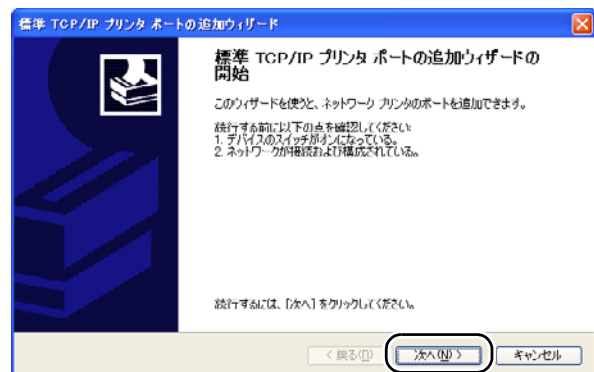 標準 TCP/IP プリンタ ポートの追加ウィザード
標準 TCP/IP プリンタ ポートの追加ウィザードの
開始
このウィザードを使うと、ネットワーク プリンタのポートを追加できます。
続行する前に以下の点を確認してください:
1. デバイスのスイッチがオンになっている。
2. ネットワークが接続および構成されている。
続行するには、[次へ] をクリックしてください。
< 戻る(B)
次へ(N) >
キャンセル